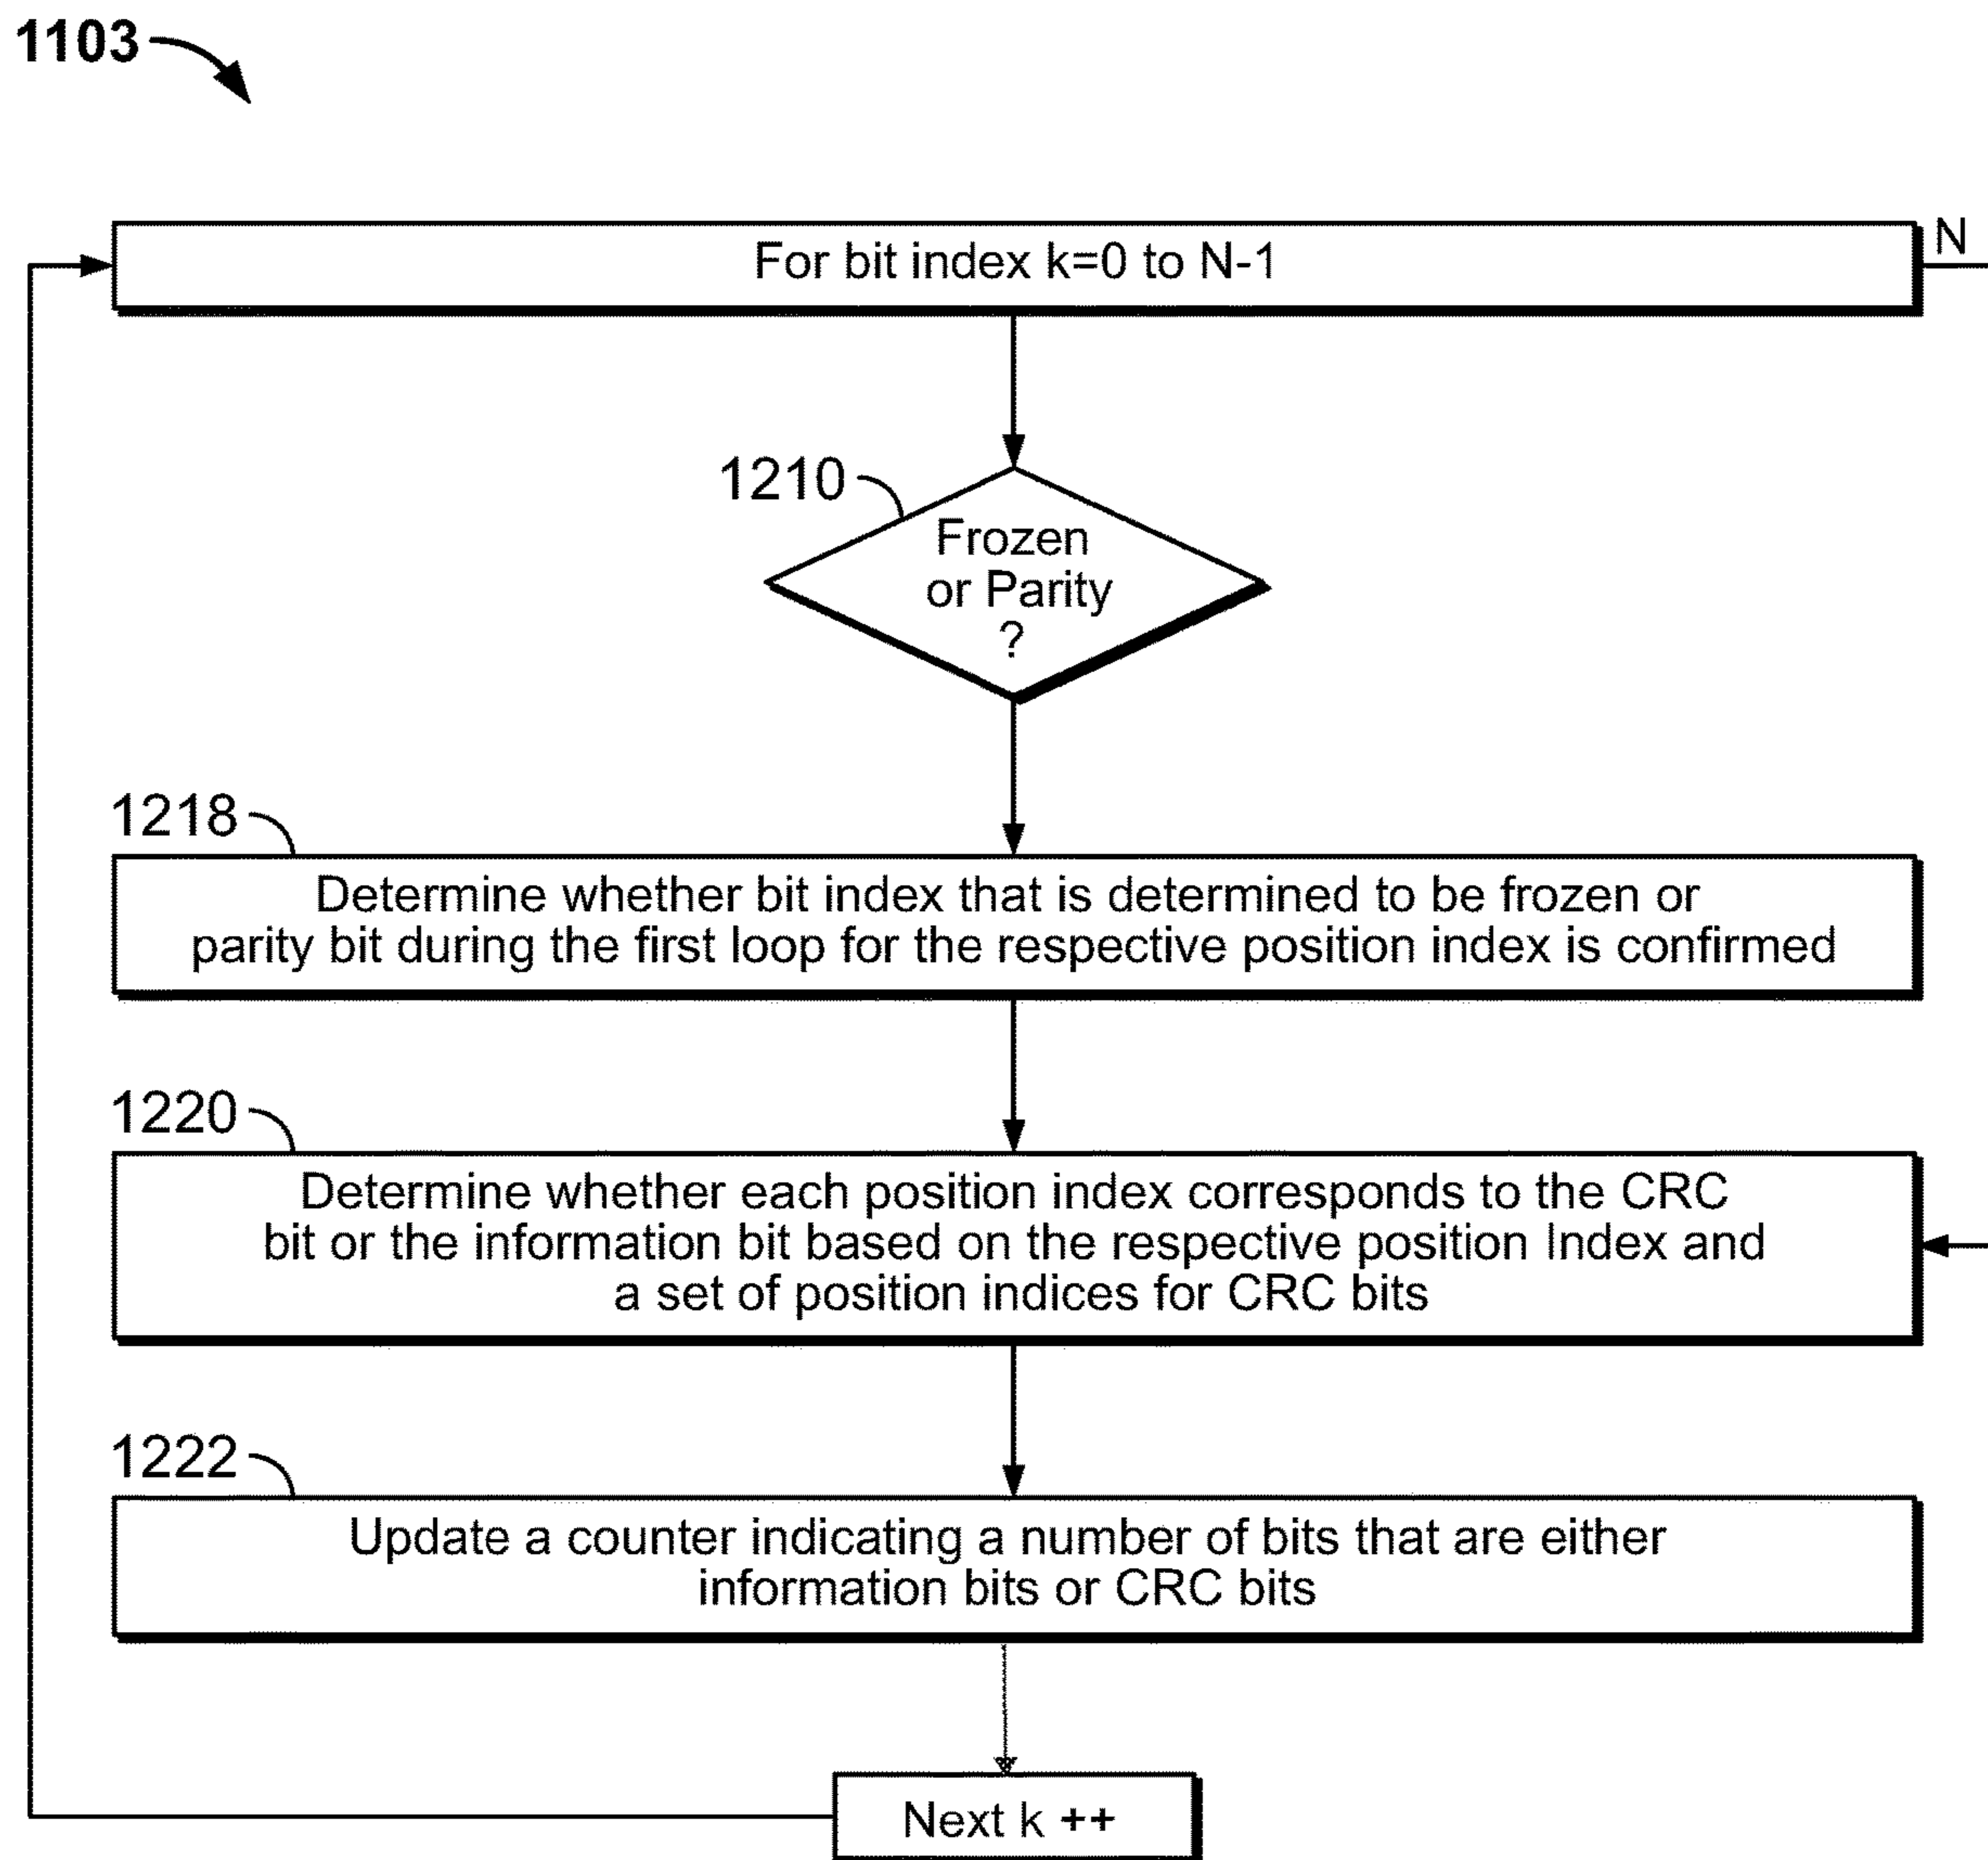 1103
For bit index k=0 to N-1
N
1210
Frozen
or Parity
?
1218
Determine whether bit index that is determined to be frozen or
parity bit during the first loop for the respective position index is confirmed
1220
Determine whether each position index corresponds to the CRC
bit or the information bit based on the respective position Index and
a set of position indices for CRC bits
1222
Update a counter indicating a number of bits that are either
information bits or CRC bits
Next k ++